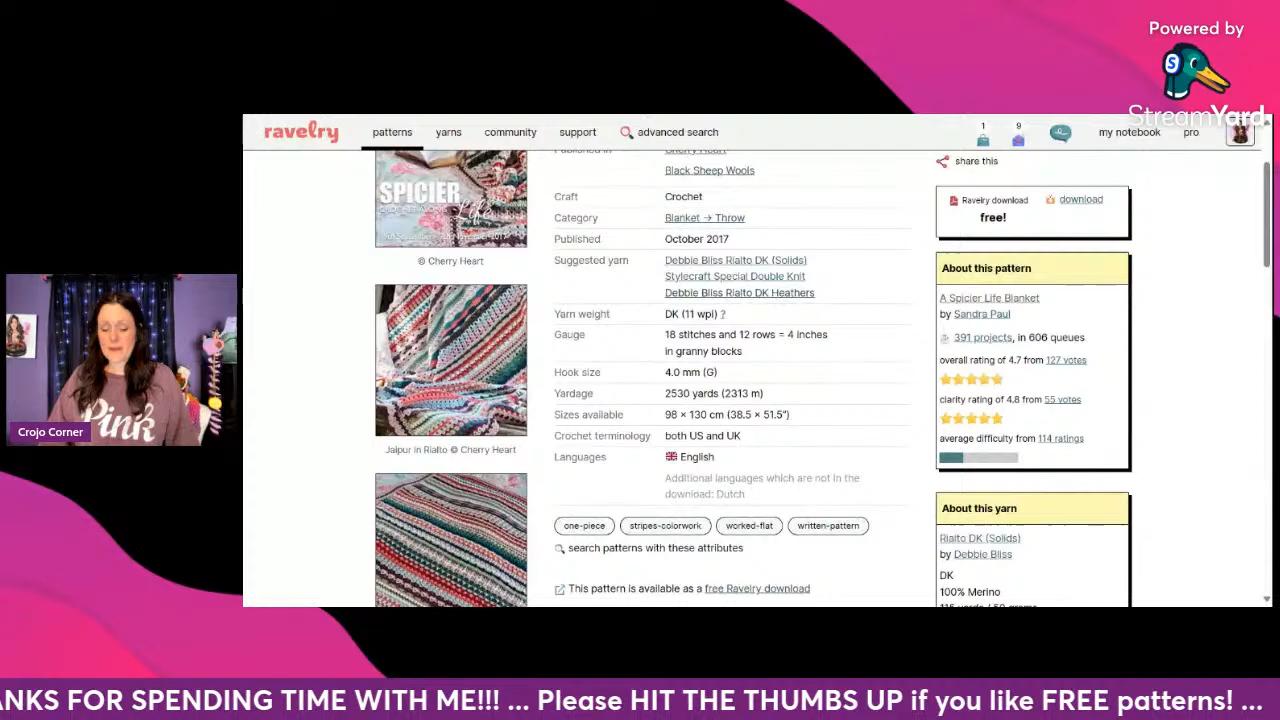 Powered by
StreamYard
ravelry
patterns
yarns
community
support
advanced search
1
9
my notebook
pro
Published in
Cherry Heart
Black Sheep Wools
share this
Craft
Crochet
Category
Blanket → Throw
Published
October 2017
Suggested yarn
Debbie Bliss Rialto DK (Solids)
Stylecraft Special Double Knit
Debbie Bliss Rialto DK Heathers
Yarn weight
DK (11 wpi) ?
Gauge
18 stitches and 12 rows = 4 inches
in granny blocks
Hook size
4.0 mm (G)
Yardage
2530 yards (2313 m)
Sizes available
98 x 130 cm (38.5 x 51.5")
Crochet terminology
both US and UK
Languages
English
Additional languages which are not in the
download: Dutch
one-piece
stripes-colorwork
worked-flat
written-pattern
search patterns with these attributes
This pattern is available as a free Ravelry download
SPICIER
Life
© Cherry Heart
Jaipur in Rialto © Cherry Heart
Ravelry download
free!
download
About this pattern
A Spicier Life Blanket
by Sandra Paul
391 projects, in 606 queues
overall rating of 4.7 from 127 votes
clarity rating of 4.8 from 55 votes
average difficulty from 114 ratings
About this yarn
Rialto DK (Solids)
by Debbie Bliss
DK
100% Merino
Pink
Crojo Corner
ANKS FOR SPENDING TIME WITH ME!!! ... Please HIT THE THUMBS UP if you like FREE patterns! ...